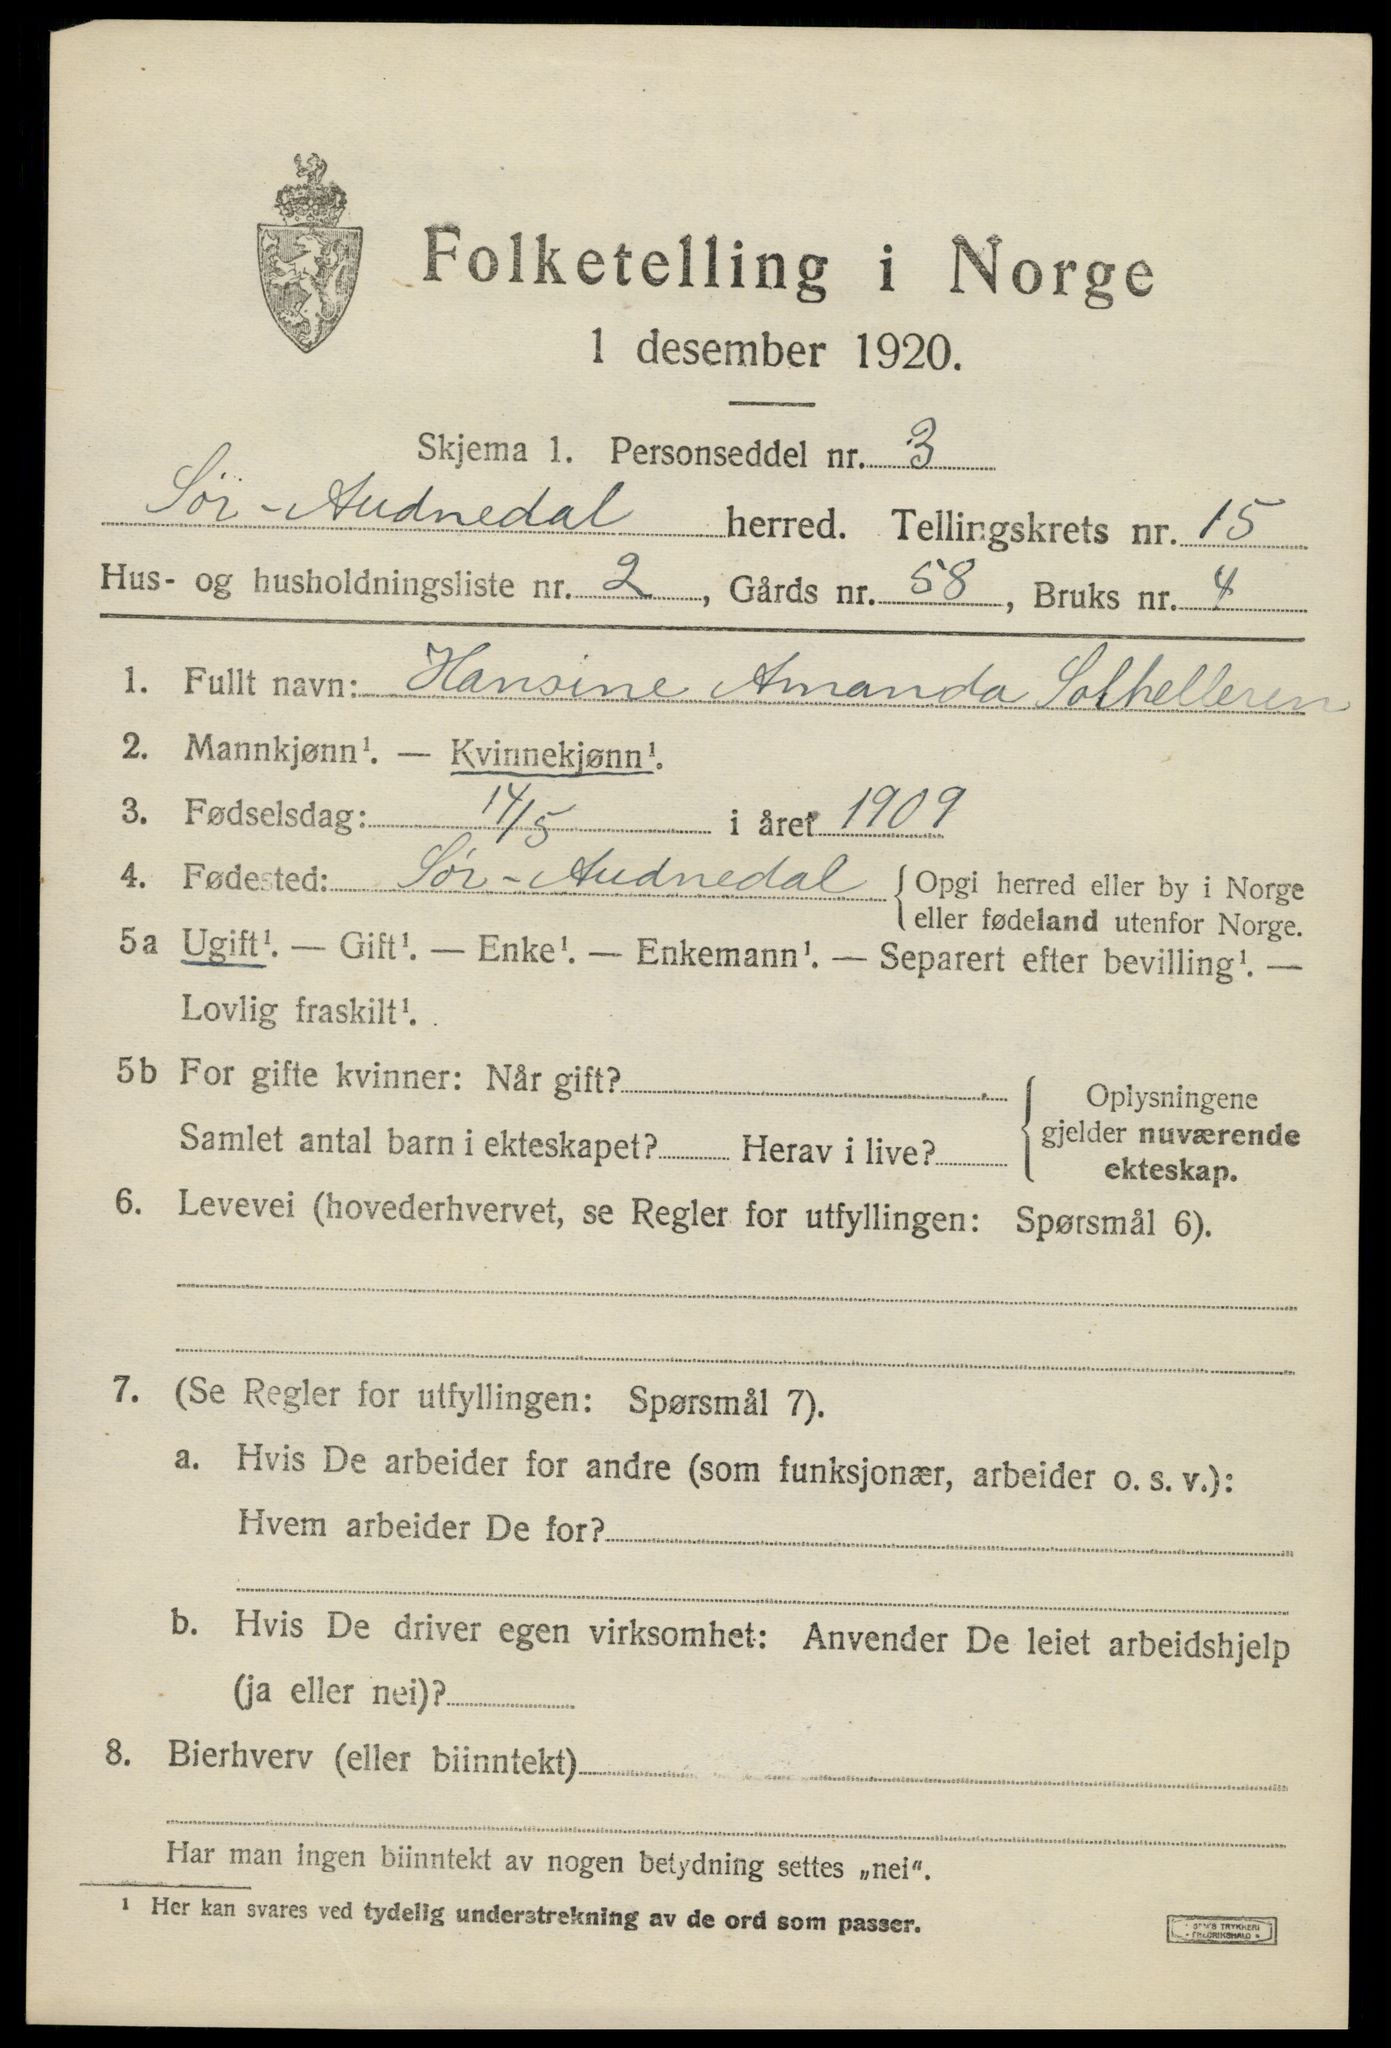 Folketelling i Norge
1 desember 1920.
Skjema 1. Personseddel nr. 3
Sör-Audnedal herred. Tellingskrets nr. 15
Hus- og husholdningsliste nr. 2, Gårds nr. 58, Bruks nr. 4
1. Fullt navn: Hansine Amanda Solhelleren
2. Mannkjønn¹. — Kvinnekjønn¹.
3. Fødselsdag: 14/5 i året 1909
4. Fødested: Sör-Audnedal { Opgi herred eller by i Norge
eller fødeland utenfor Norge.
5a Ugift¹. — Gift¹. — Enke¹. — Enkemann¹. — Separert efter bevilling¹. —
Lovlig fraskilt¹.
5b For gifte kvinner: Når gift?
Samlet antal barn i ekteskapet? Herav i live?
{ Oplysningene
gjelder nuværende
ekteskap.
6. Levevei (hovederhvervet, se Regler for utfyllingen: Spørsmål 6).
7. (Se Regler for utfyllingen: Spørsmål 7).
a. Hvis De arbeider for andre (som funksjonær, arbeider o. s. v.):
Hvem arbeider De for?
b. Hvis De driver egen virksomhet: Anvender De leiet arbeidshjelp
(ja eller nei)?
8. Bierhverv (eller biinntekt)
Har man ingen biinntekt av nogen betydning settes „nei“.
¹ Her kan svares ved tydelig understrekning av de ord som passer.
TRYKKERI
FREDRIKSHALD